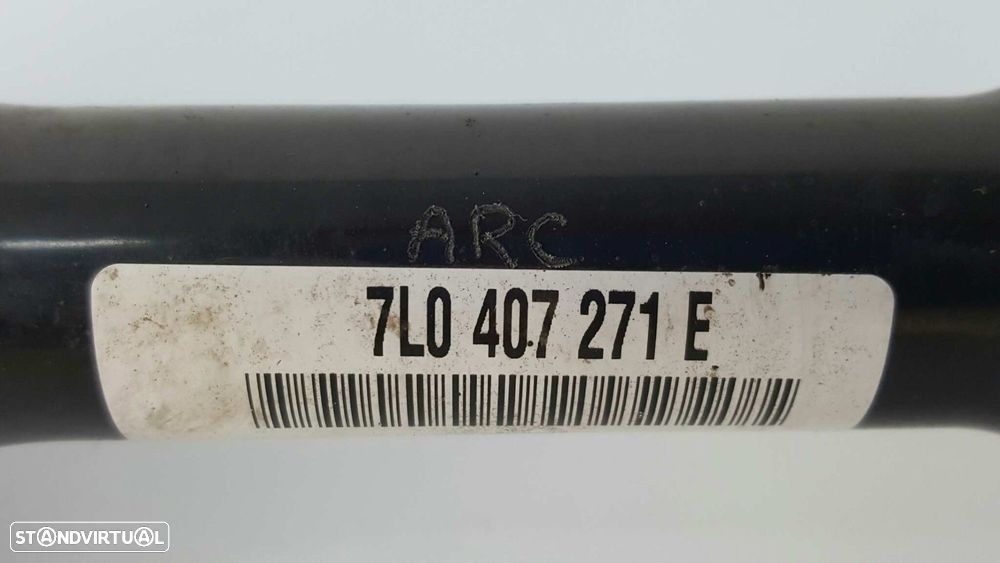 ARC
7L0 407 271 E
STANDVIRTUAL